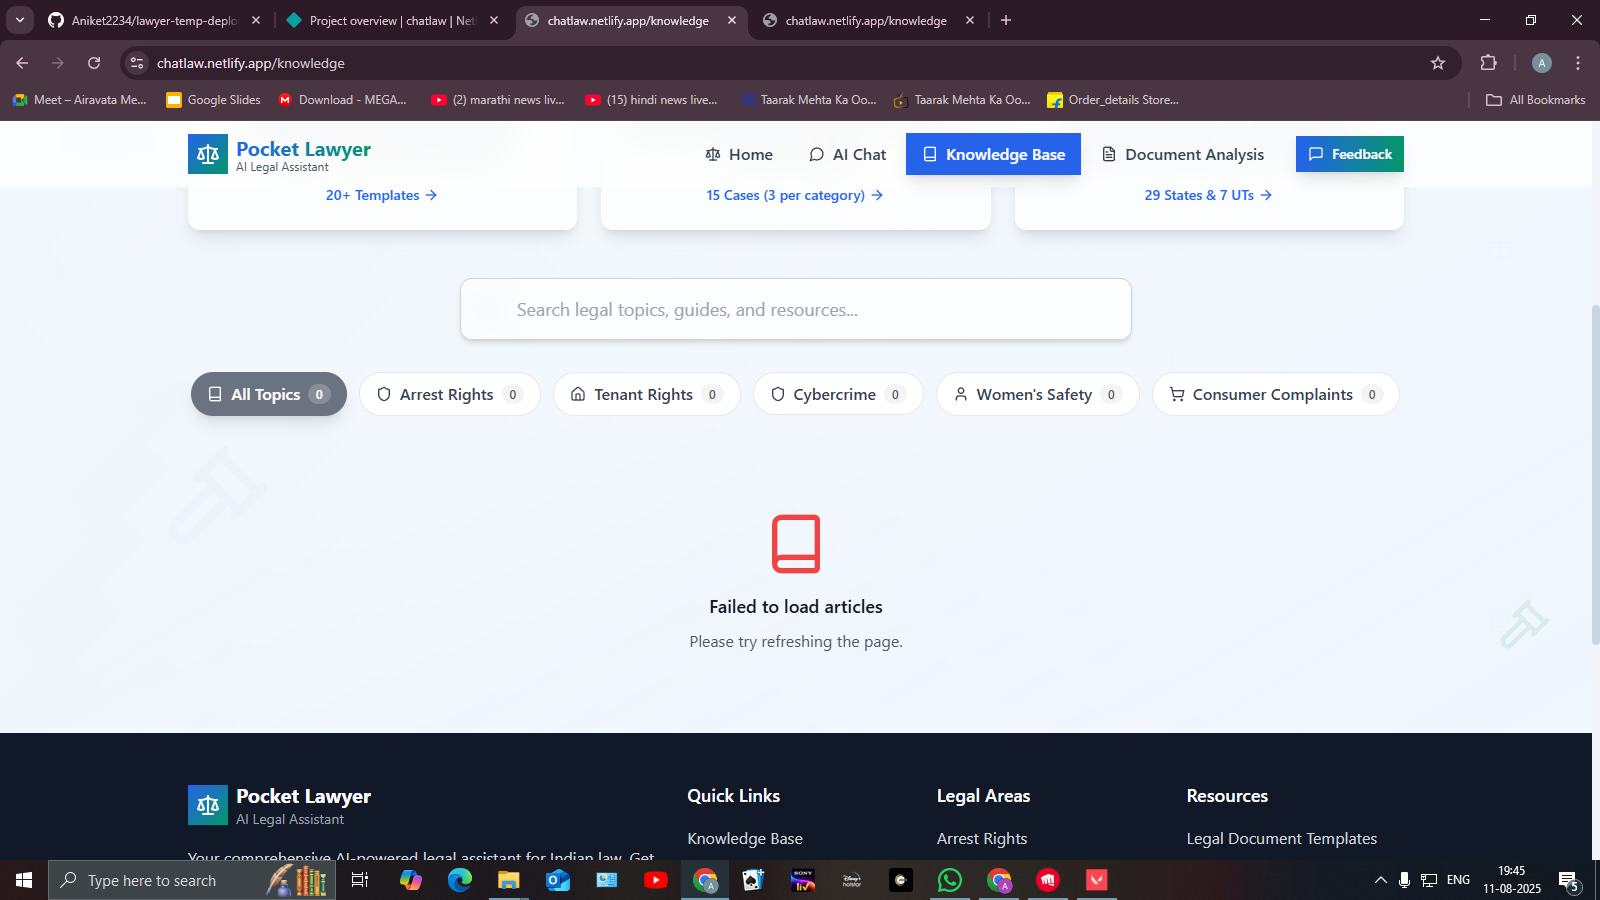 Aniket2234/lawyer-temp-deplo
Project overview | chatlaw | Net
chatlaw.netlify.app/knowledge
chatlaw.netlify.app/knowledge
chatlaw.netlify.app/knowledge
A
Meet – Airavata Me...
Google Slides
Download - MEGA...
(2) marathi news liv...
(15) hindi news live...
Taarak Mehta Ka Oo...
Taarak Mehta Ka Oo...
Order_details Store...
All Bookmarks
Pocket Lawyer
AI Legal Assistant
Home
AI Chat
Knowledge Base
Document Analysis
Feedback
20+ Templates →
15 Cases (3 per category) →
29 States & 7 UTs →
Search legal topics, guides, and resources...
All Topics 0
Arrest Rights 0
Tenant Rights 0
Cybercrime 0
Women's Safety 0
Consumer Complaints 0
Failed to load articles
Please try refreshing the page.
Pocket Lawyer
AI Legal Assistant
Your comprehensive AI-powered legal assistant for Indian law. Get
Quick Links
Knowledge Base
Legal Areas
Arrest Rights
Resources
Legal Document Templates
Type here to search
ENG
19:45
11-08-2025
5